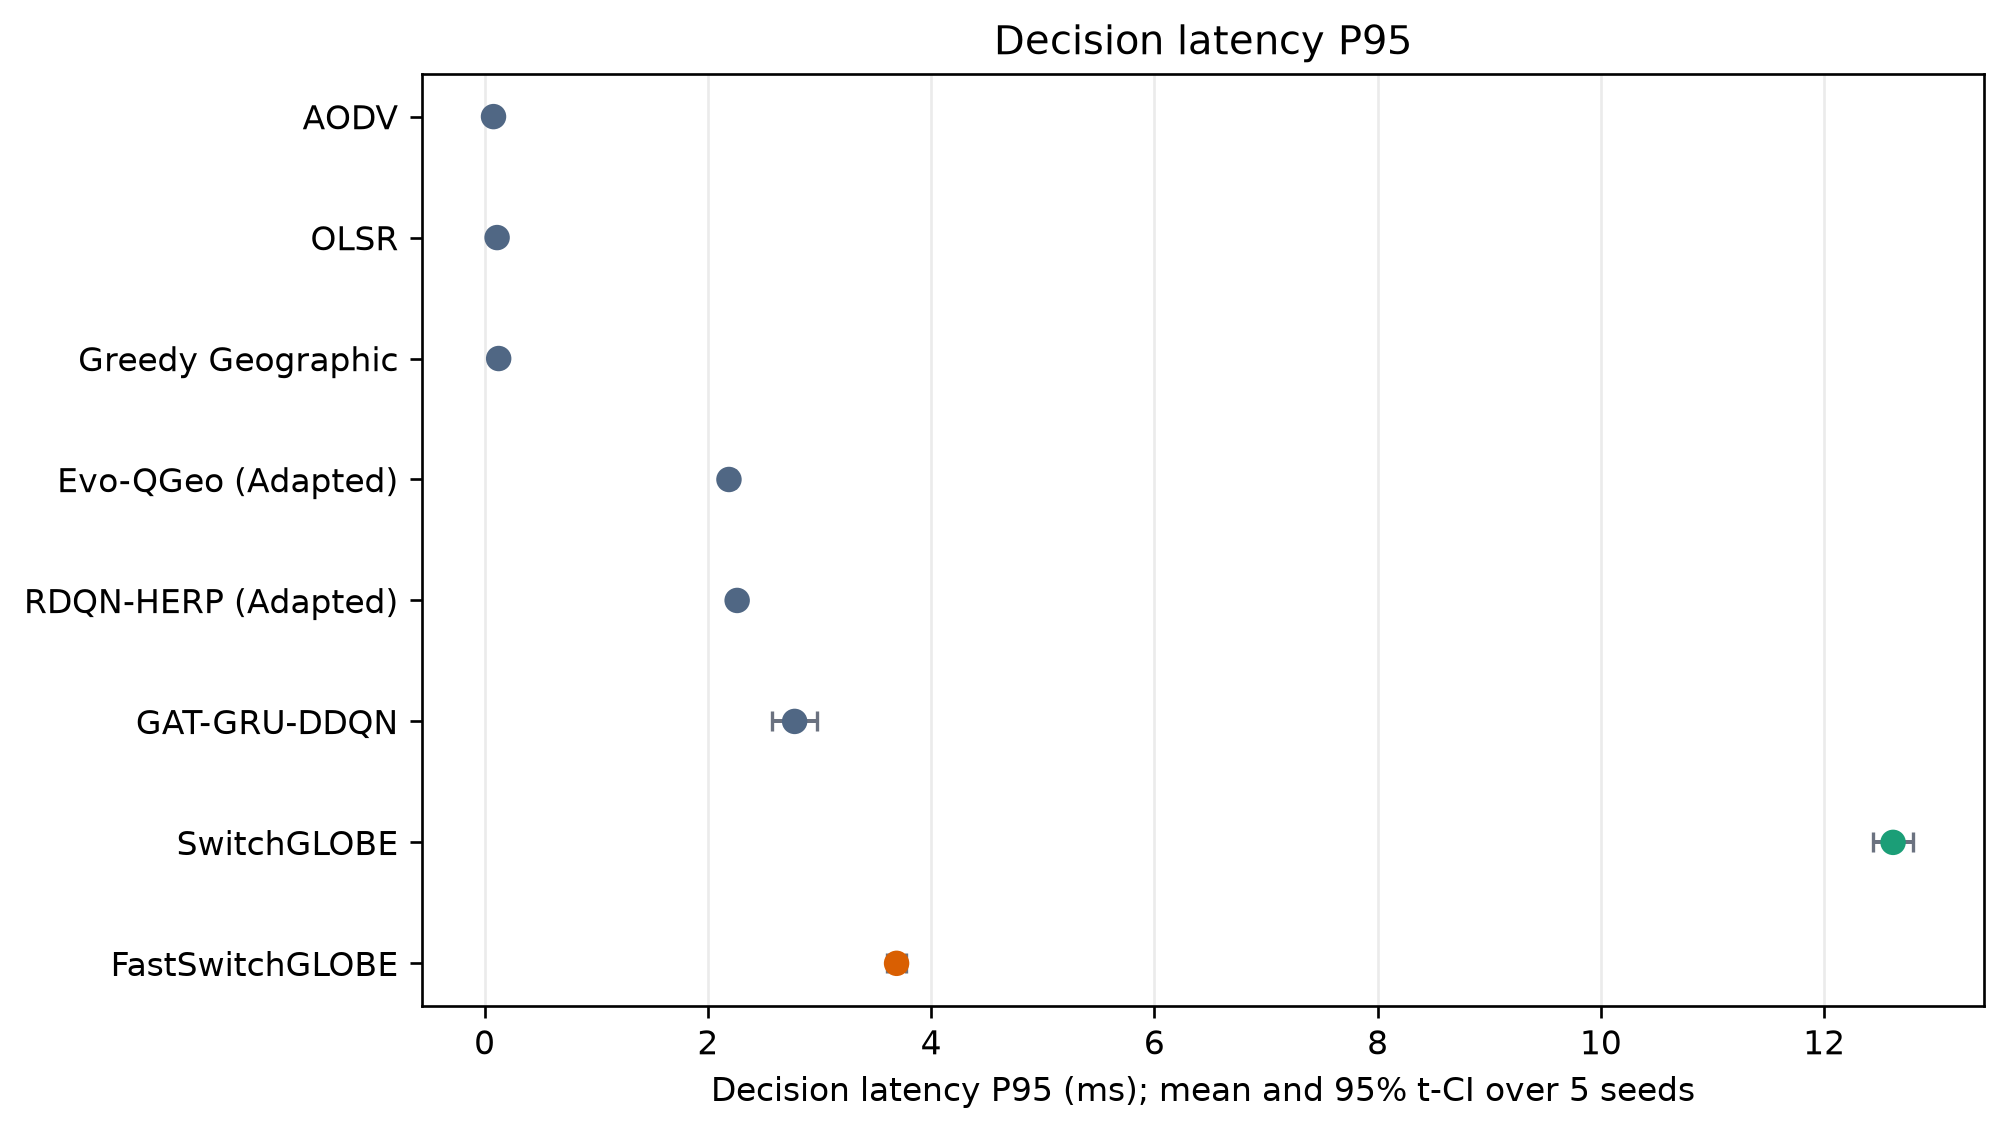 Decision latency P95
AODV
OLSR
Greedy Geographic
Evo-QGeo (Adapted)
RDQN-HERP (Adapted)
GAT-GRU-DDQN
SwitchGLOBE
FastSwitchGLOBE
0 2 4 6 8 10 12
Decision latency P95 (ms); mean and 95% t-CI over 5 seeds